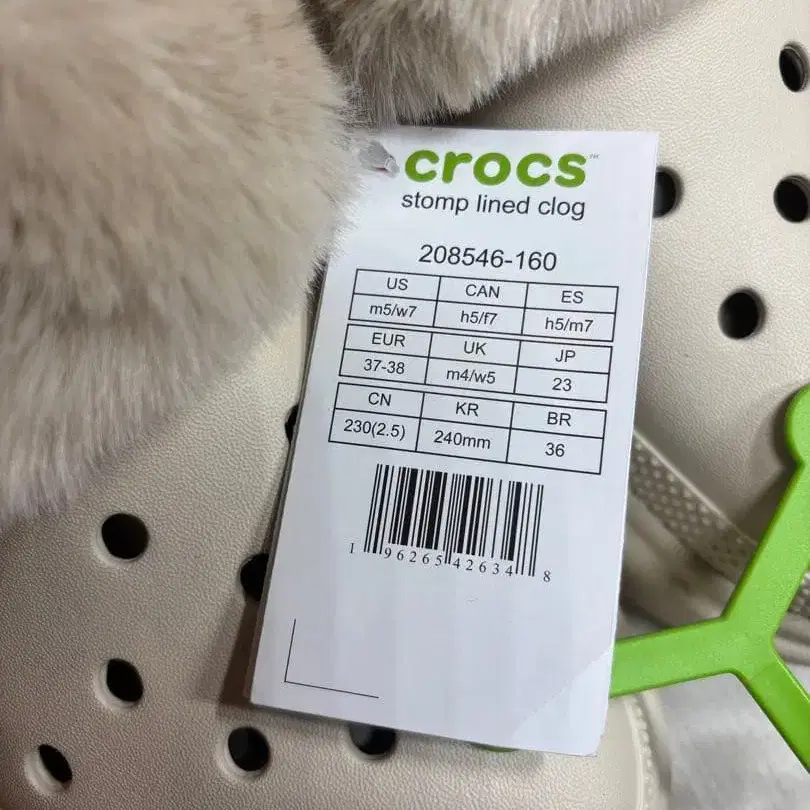 crocs™
stomp lined clog
208546-160
US CAN ES
m5/w7 h5/f7 h5/m7
EUR UK JP
37-38 m4/w5 23
CN KR BR
230(2.5) 240mm 36
1 96265 42634 8